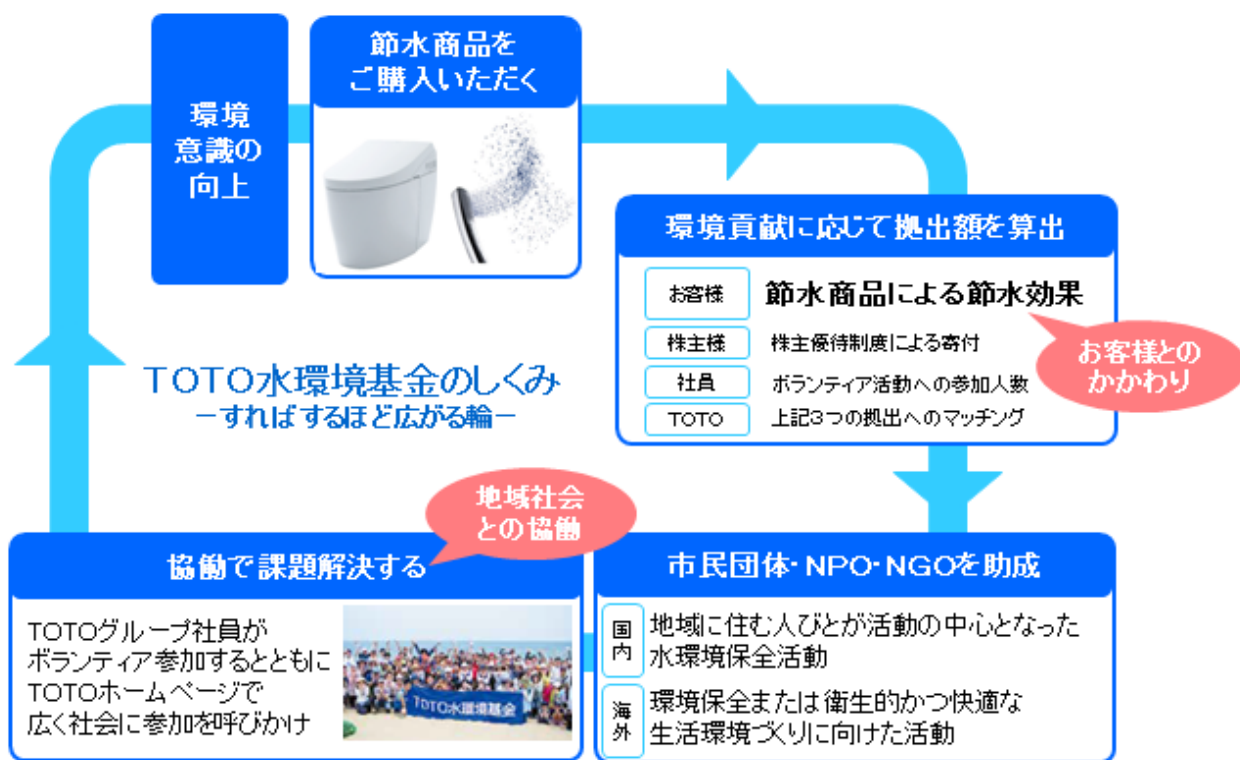 環境
意識の
向上
節水商品を
ご購入いただく
環境貢献に応じて拠出額を算出
お客様 節水商品による節水効果
株主様 株主優待制度による寄付
社員 ボランティア活動への参加人数
TOTO 上記3つの拠出へのマッチング
お客様との
かかわり
TOTO水環境基金のしくみ
−すればするほど広がる輪−
地域社会
との協働
市民団体・NPO・NGOを助成
国内 地域に住む人びとが活動の中心となった
水環境保全活動
海外 環境保全または衛生的かつ快適な
生活環境づくりに向けた活動
協働で課題解決する
TOTOグループ社員が
ボランティア参加するとともに
TOTOホームページで
広く社会に参加を呼びかけ
TOTO水環境基金